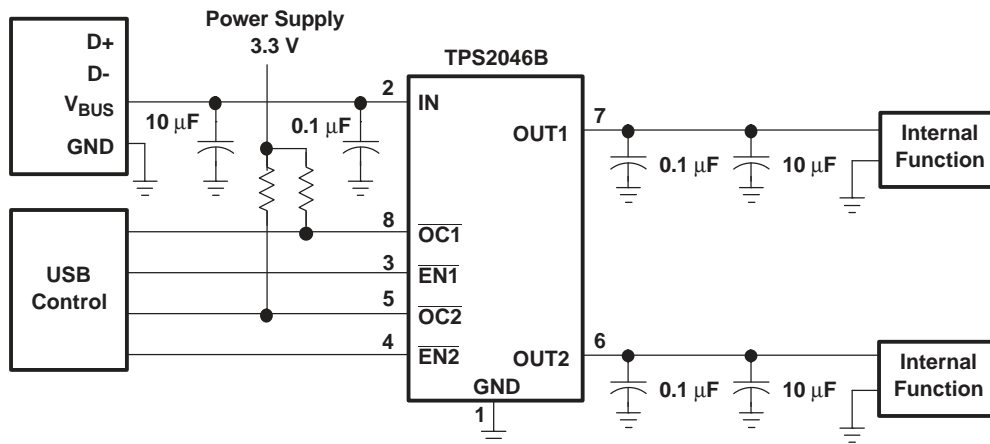 Power Supply
3.3 V
TPS2046B
D+
D-
V_BUS
GND
10 μF
0.1 μF
2
IN
7
OUT1
0.1 μF
10 μF
Internal
Function
USB
Control
8
OC1
3
EN1
5
OC2
4
EN2
6
OUT2
0.1 μF
10 μF
Internal
Function
GND
1